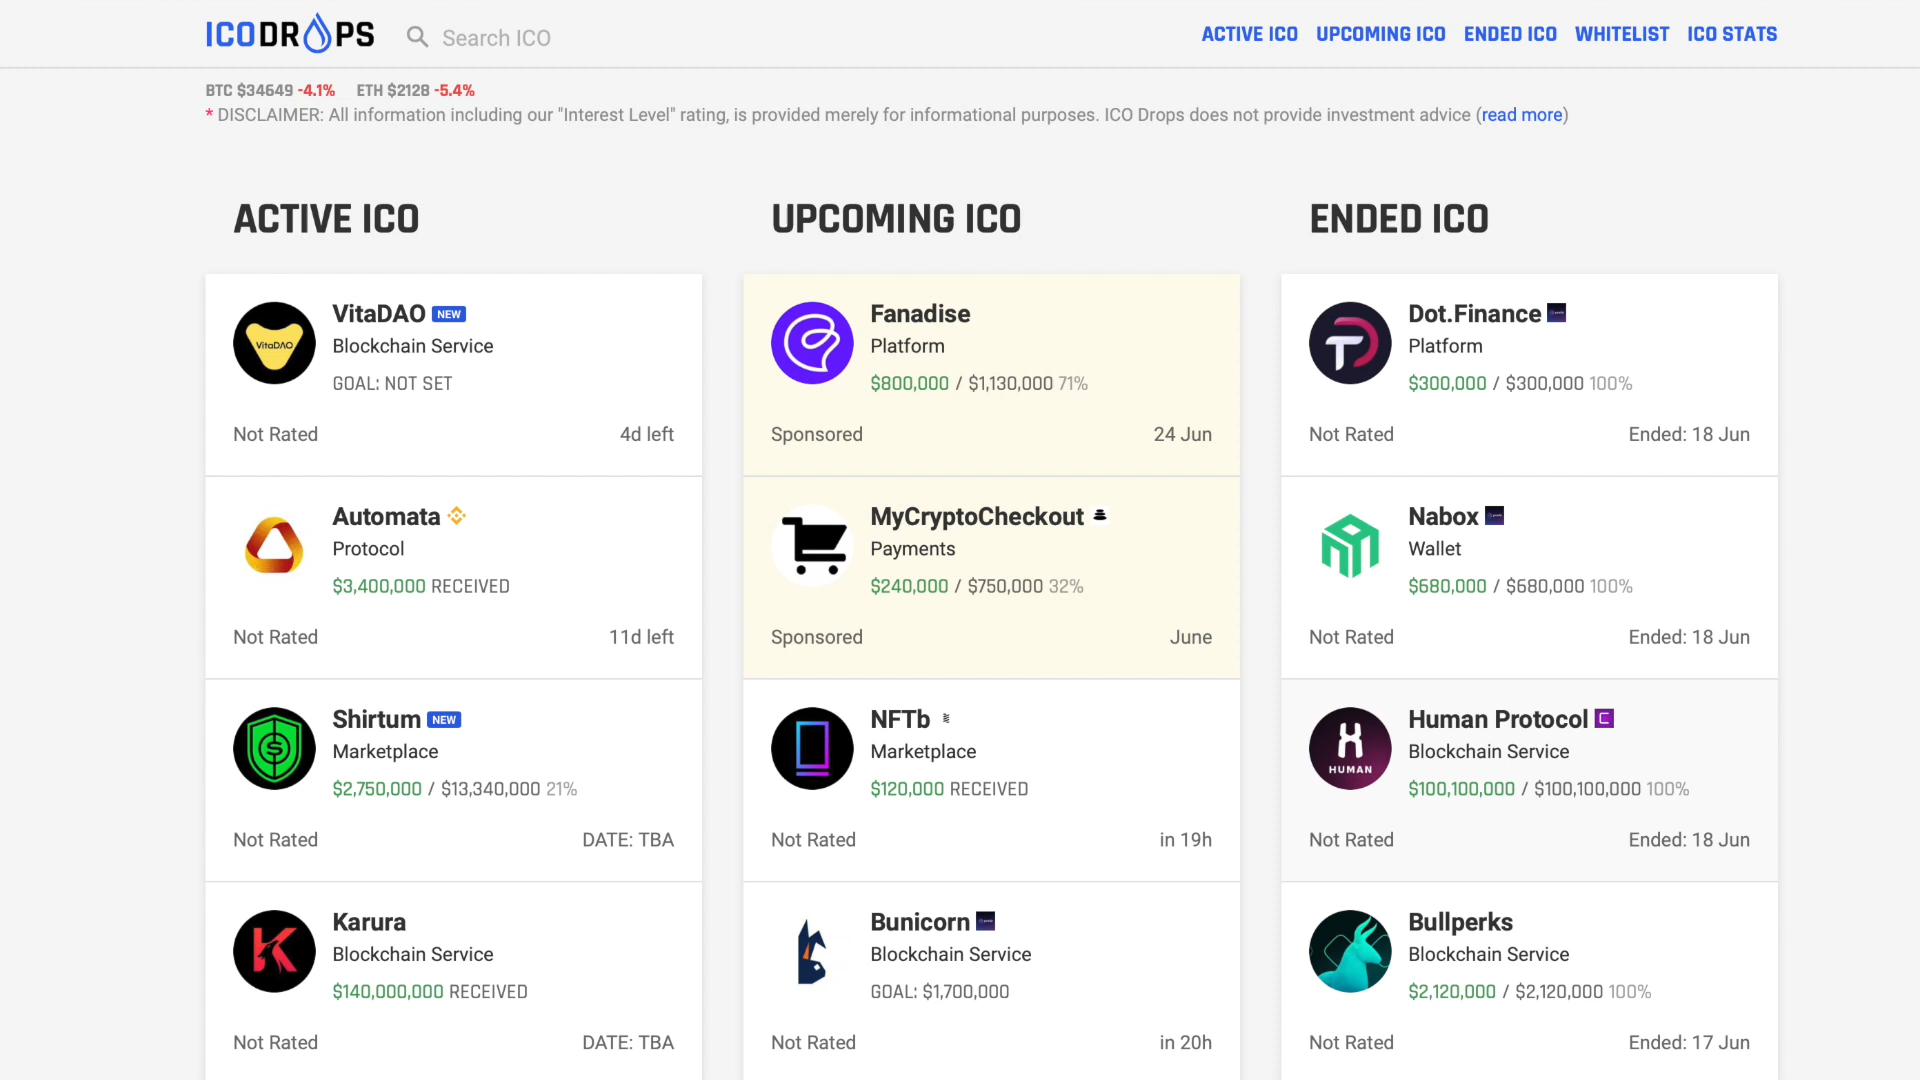 ICODROPS
Search ICO
ACTIVE ICO UPCOMING ICO ENDED ICO WHITELIST ICO STATS
BTC $34649 -4.1% ETH $2128 -5.4%
* DISCLAIMER: All information including our "Interest Level" rating, is provided merely for informational purposes. ICO Drops does not provide investment advice (read more)
ACTIVE ICO
VitaDAO NEW
VitaDAO
Blockchain Service
GOAL: NOT SET
Not Rated 4d left
Automata
Protocol
$3,400,000 RECEIVED
Not Rated 11d left
Shirtum NEW
Marketplace
$2,750,000 / $13,340,000 21%
Not Rated DATE: TBA
Karura
Blockchain Service
$140,000,000 RECEIVED
Not Rated DATE: TBA
UPCOMING ICO
Fanadise
Platform
$800,000 / $1,130,000 71%
Sponsored 24 Jun
MyCryptoCheckout
Payments
$240,000 / $750,000 32%
Sponsored June
NFTb
Marketplace
$120,000 RECEIVED
Not Rated in 19h
Bunicorn
Blockchain Service
GOAL: $1,700,000
Not Rated in 20h
ENDED ICO
Dot.Finance
Platform
$300,000 / $300,000 100%
Not Rated Ended: 18 Jun
Nabox
Wallet
$680,000 / $680,000 100%
Not Rated Ended: 18 Jun
Human Protocol
HUMAN
Blockchain Service
$100,100,000 / $100,100,000 100%
Not Rated Ended: 18 Jun
Bullperks
Blockchain Service
$2,120,000 / $2,120,000 100%
Not Rated Ended: 17 Jun